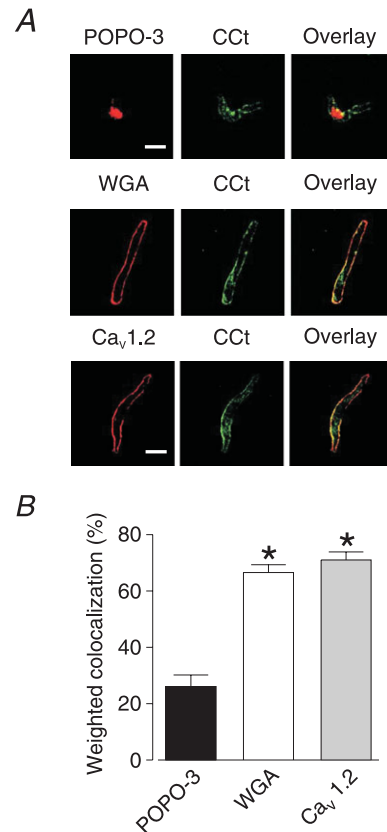 A
POPO-3 CCt Overlay
WGA CCt Overlay
Cav1.2 CCt Overlay
B
Weighted colocalization (%)
80
60
40
20
0
* *
POPO-3 WGA Cav 1.2